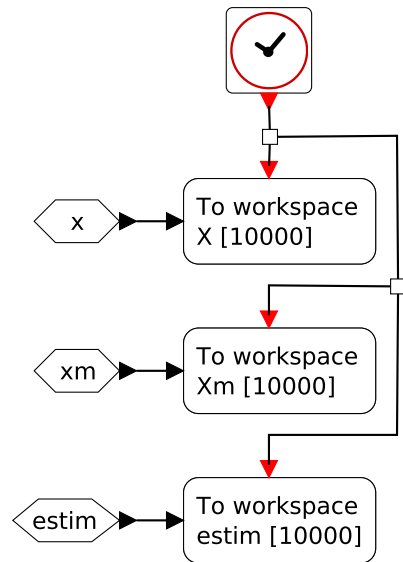 x
To workspace
X [10000]
xm
To workspace
Xm [10000]
estim
To workspace
estim [10000]